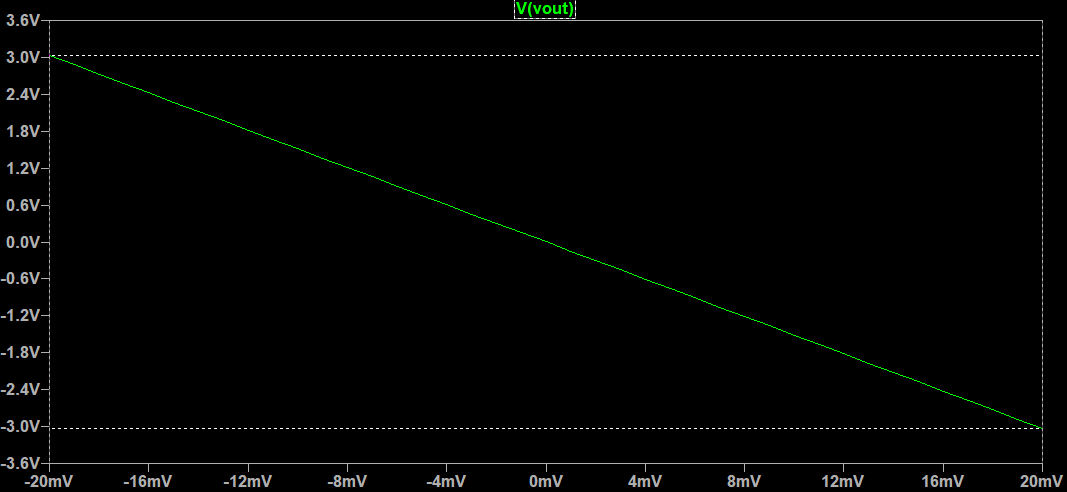 V(vout)
3.6V
3.0V
2.4V
1.8V
1.2V
0.6V
0.0V
-0.6V
-1.2V
-1.8V
-2.4V
-3.0V
-3.6V
-20mV -16mV -12mV -8mV -4mV 0mV 4mV 8mV 12mV 16mV 20mV